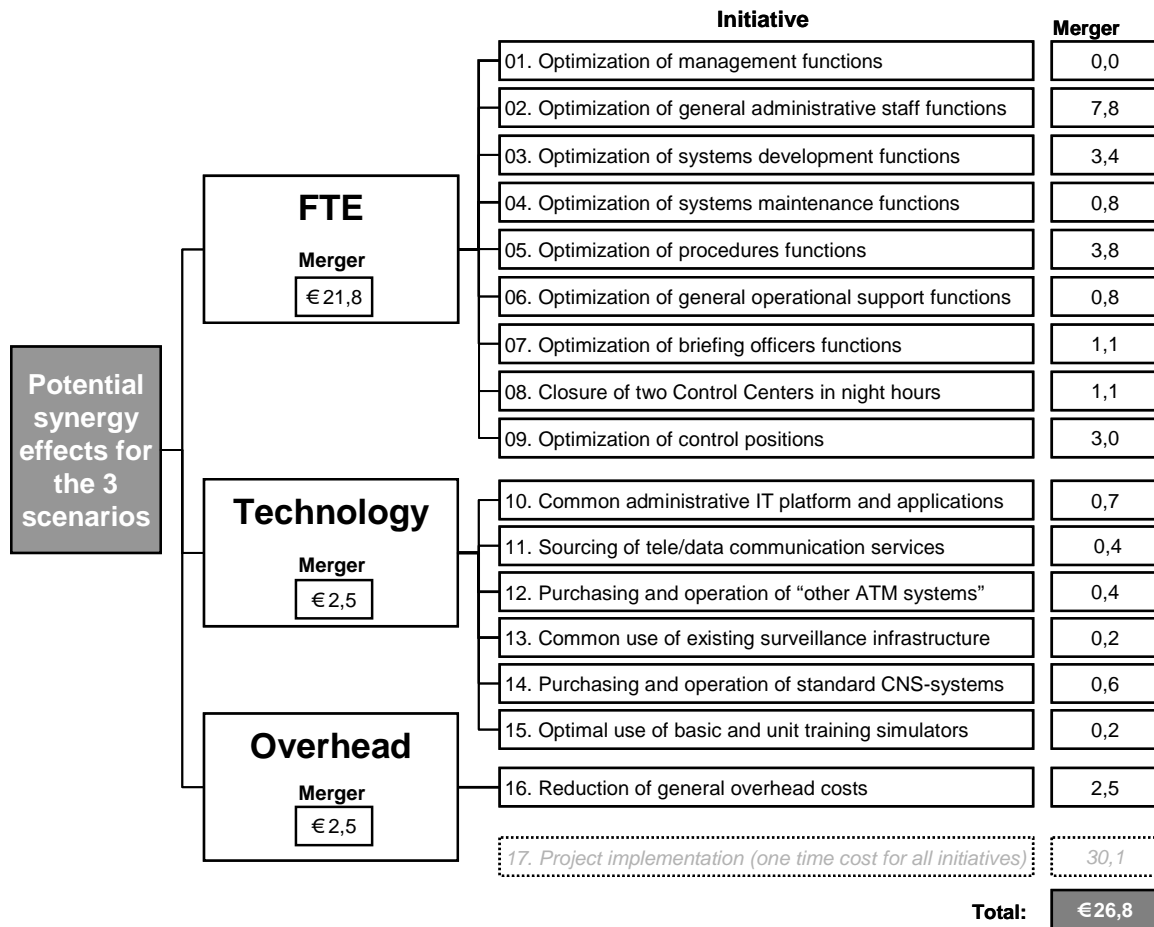 Initiative
Merger
01. Optimization of management functions
0,0
02. Optimization of general administrative staff functions
7,8
03. Optimization of systems development functions
3,4
FTE
04. Optimization of systems maintenance functions
0,8
Merger
05. Optimization of procedures functions
3,8
€21,8
06. Optimization of general operational support functions
0,8
07. Optimization of briefing officers functions
1,1
Potential
synergy
effects for
the 3
scenarios
08. Closure of two Control Centers in night hours
1,1
09. Optimization of control positions
3,0
Technology
Merger
€2,5
10. Common administrative IT platform and applications
0,7
11. Sourcing of tele/data communication services
0,4
12. Purchasing and operation of “other ATM systems”
0,4
13. Common use of existing surveillance infrastructure
0,2
14. Purchasing and operation of standard CNS-systems
0,6
15. Optimal use of basic and unit training simulators
0,2
Overhead
Merger
€2,5
16. Reduction of general overhead costs
2,5
17. Project implementation (one time cost for all initiatives)
30,1
Total:
€26,8